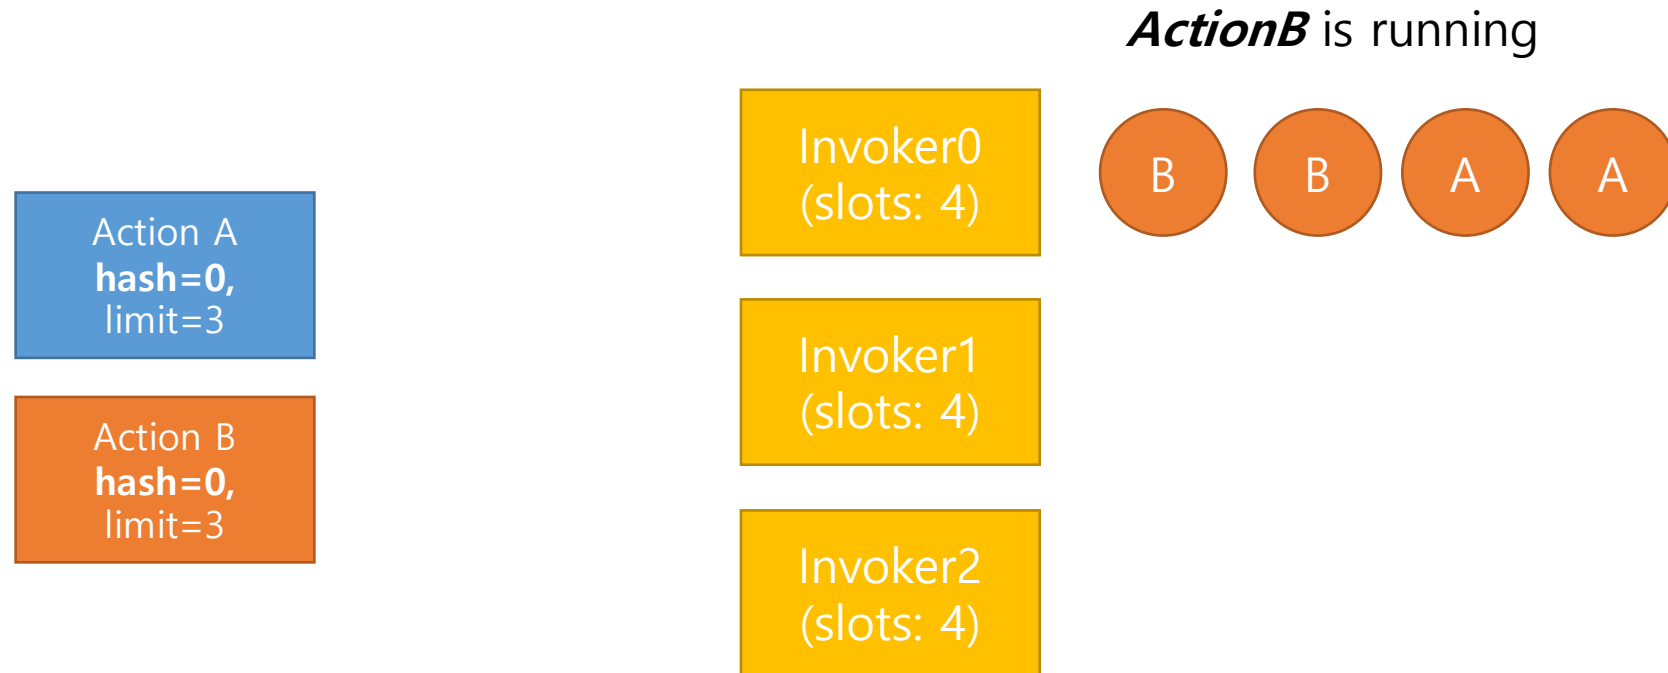 ActionB is running
Invoker0
(slots: 4)
B B A A
Action A
hash=0,
limit=3
Invoker1
(slots: 4)
Action B
hash=0,
limit=3
Invoker2
(slots: 4)